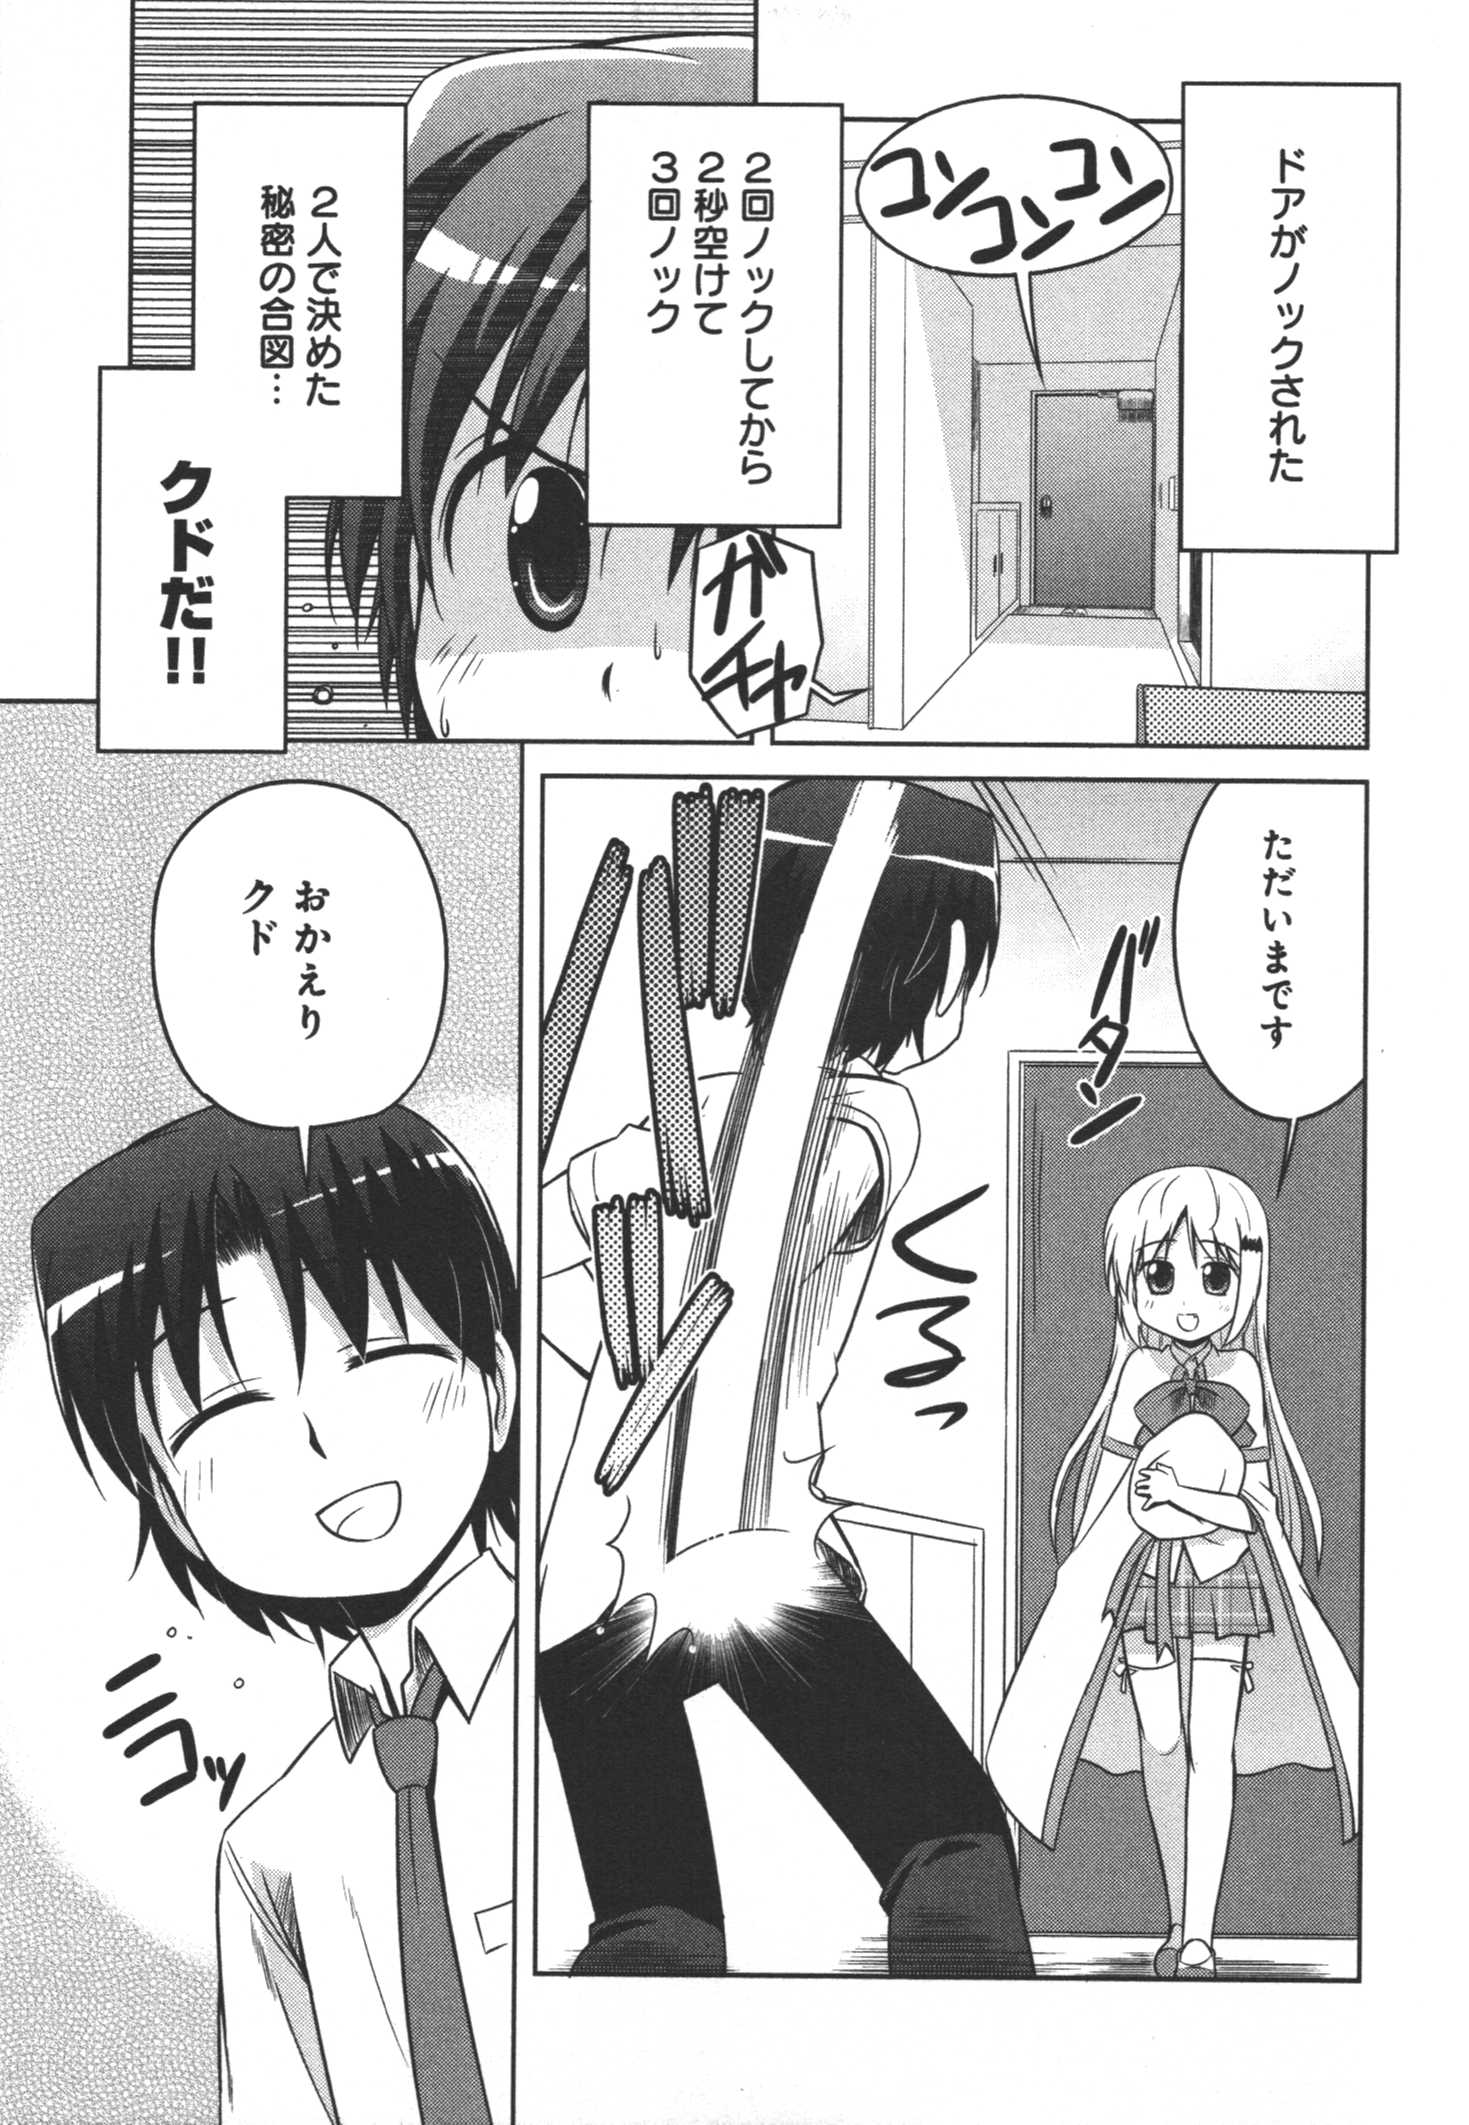 ドアがノックされた
コンコン
コンコン
2回ノックしてから
2秒空けて
3回ノック
ガチャ
2人で決めた
秘密の合図…
クドだ!!
ただいまです
バタン
くるっ
おかえり
クド
ニコッ